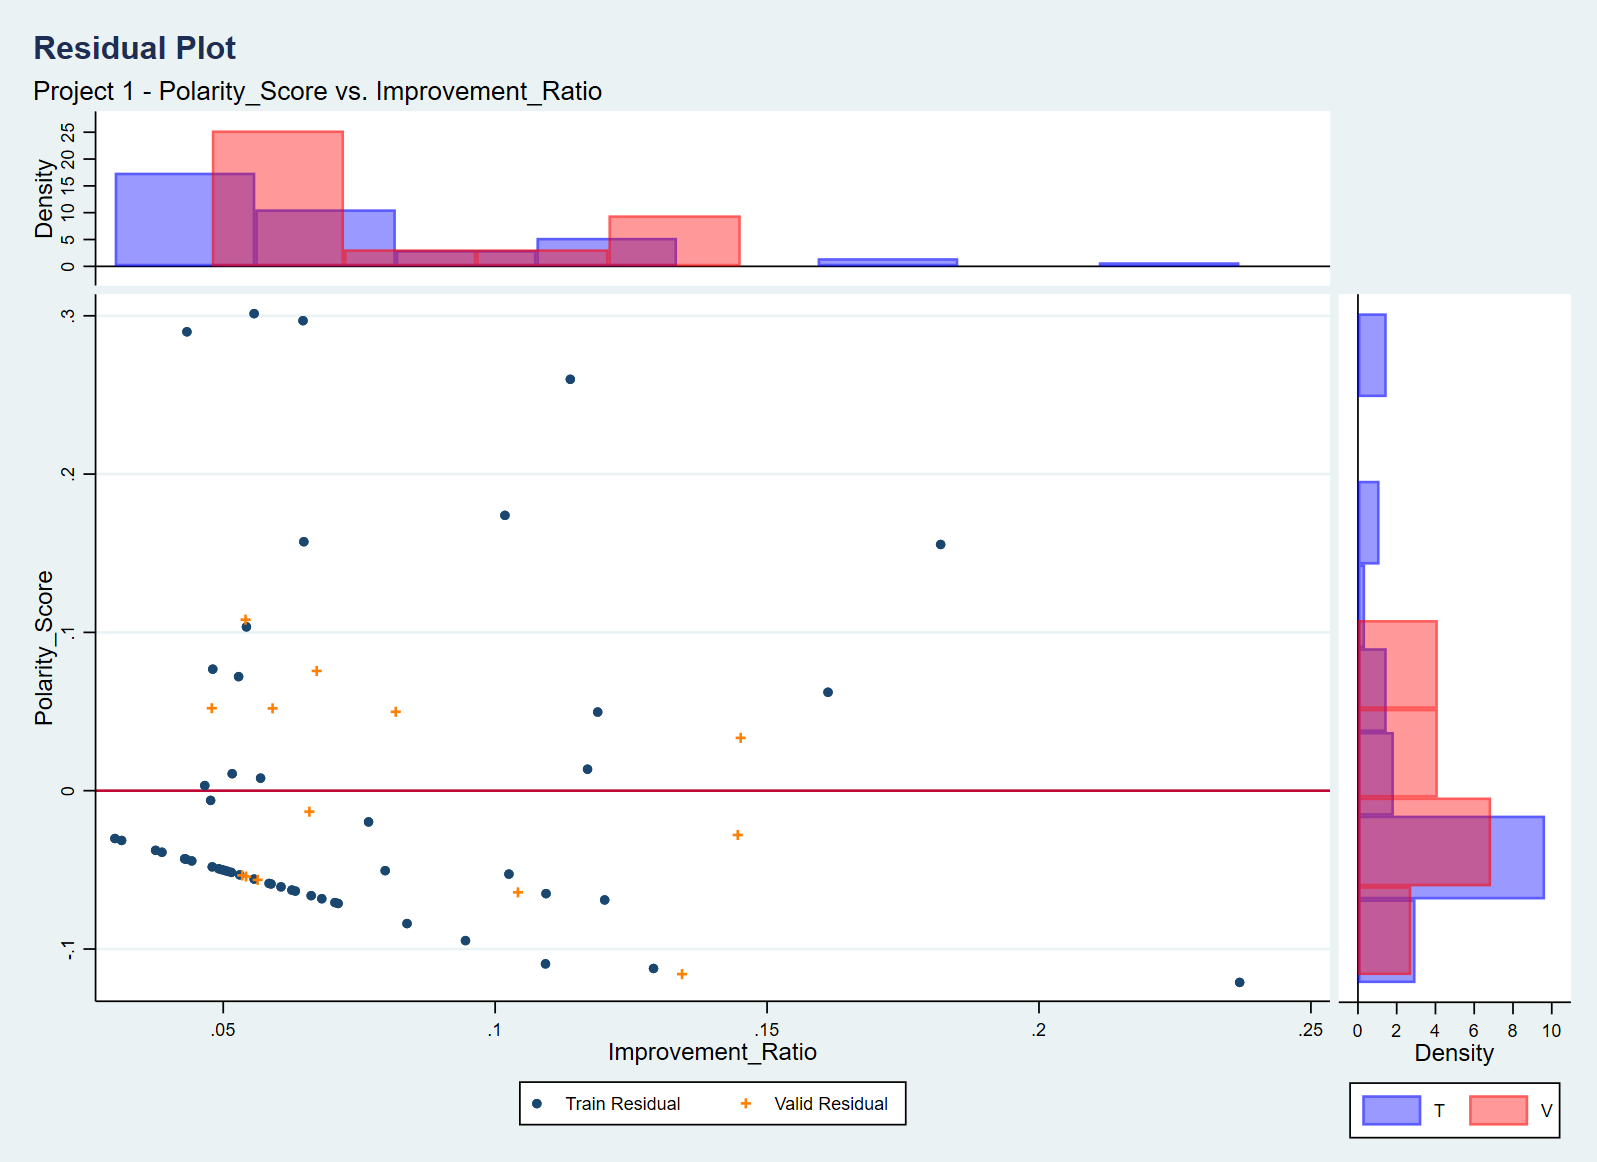 Residual Plot
Project 1 - Polarity_Score vs. Improvement_Ratio
Density
0 5 10 15 20 25
Polarity_Score
-.1 0 .1 .2 .3
.05 .1 .15 .2 .25
Improvement_Ratio
0 2 4 6 8 10
Density
Train Residual Valid Residual
T V